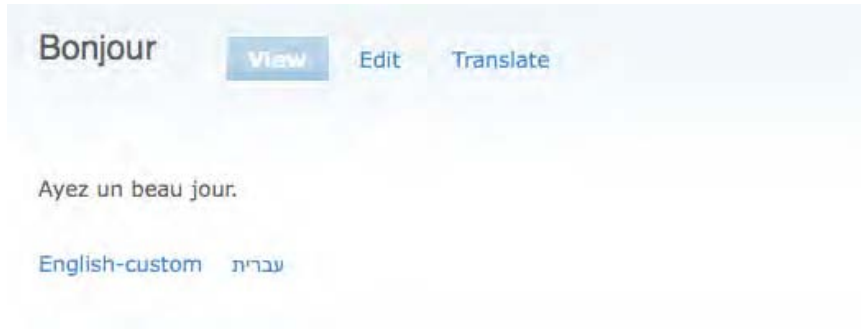 Bonjour View Edit Translate
Ayez un beau jour.
English-custom עברית